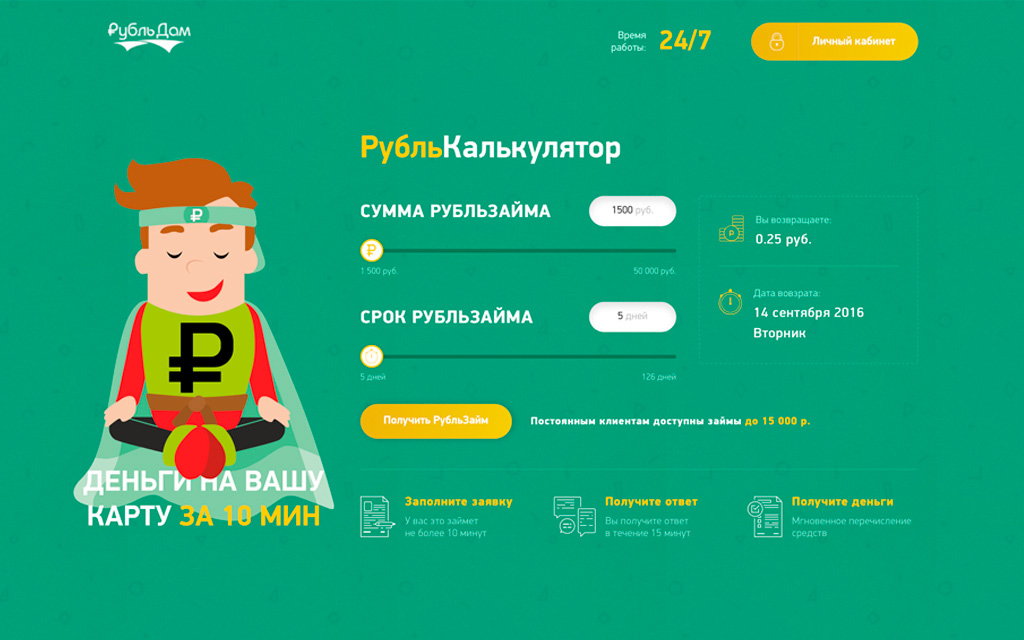 РубльДам
Время
работы:
24/7
Личный кабинет
РубльКалькулятор
СУММА РУБЛЬЗАЙМА
1500 руб.
1 500 руб.
50 000 руб.
Вы возвращаете:
0.25 руб.
Дата вовзрата:
14 сентября 2016
Вторник
СРОК РУБЛЬЗАЙМА
5 дней
5 дней
126 дней
Получить РубльЗайм
Постоянным клиентам доступны займы до 15 000 р.
ДЕНЬГИ НА ВАШУ
КАРТУ ЗА 10 МИН
Заполните заявку
У вас это займет
не более 10 минут
Получите ответ
Вы получите ответ
в течение 15 минут
Получите деньги
Мгновенное перечисление
средств